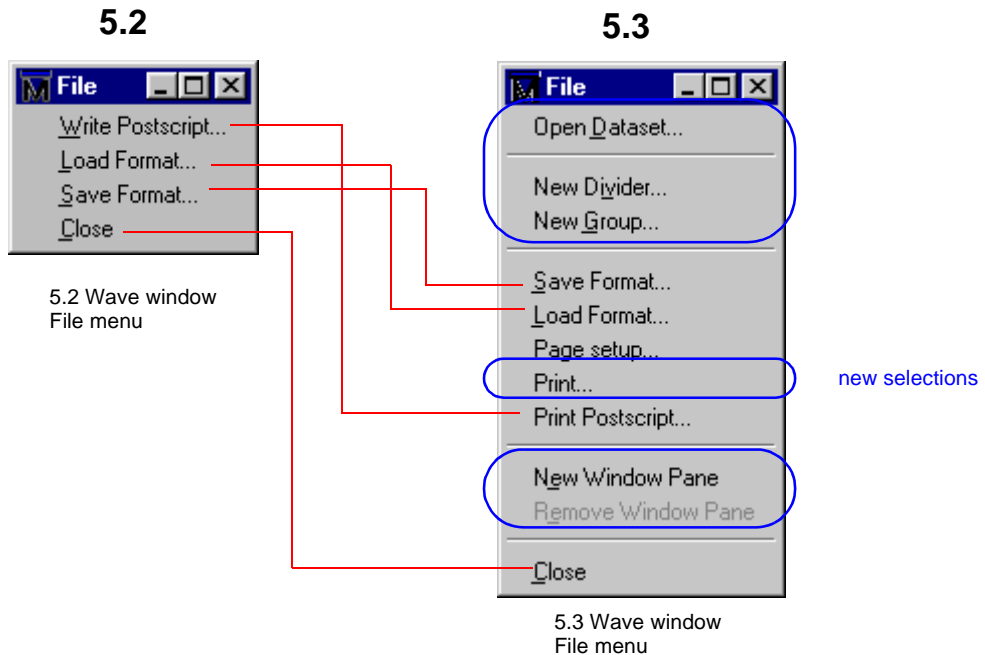 5.2
File
Write Postscript...
Load Format...
Save Format...
Close
5.2 Wave window
File menu
5.3
File
Open Dataset...
New Divider...
New Group...
Save Format...
Load Format...
Page setup...
Print...
Print Postscript...
New Window Pane
Remove Window Pane
Close
new selections
5.3 Wave window
File menu